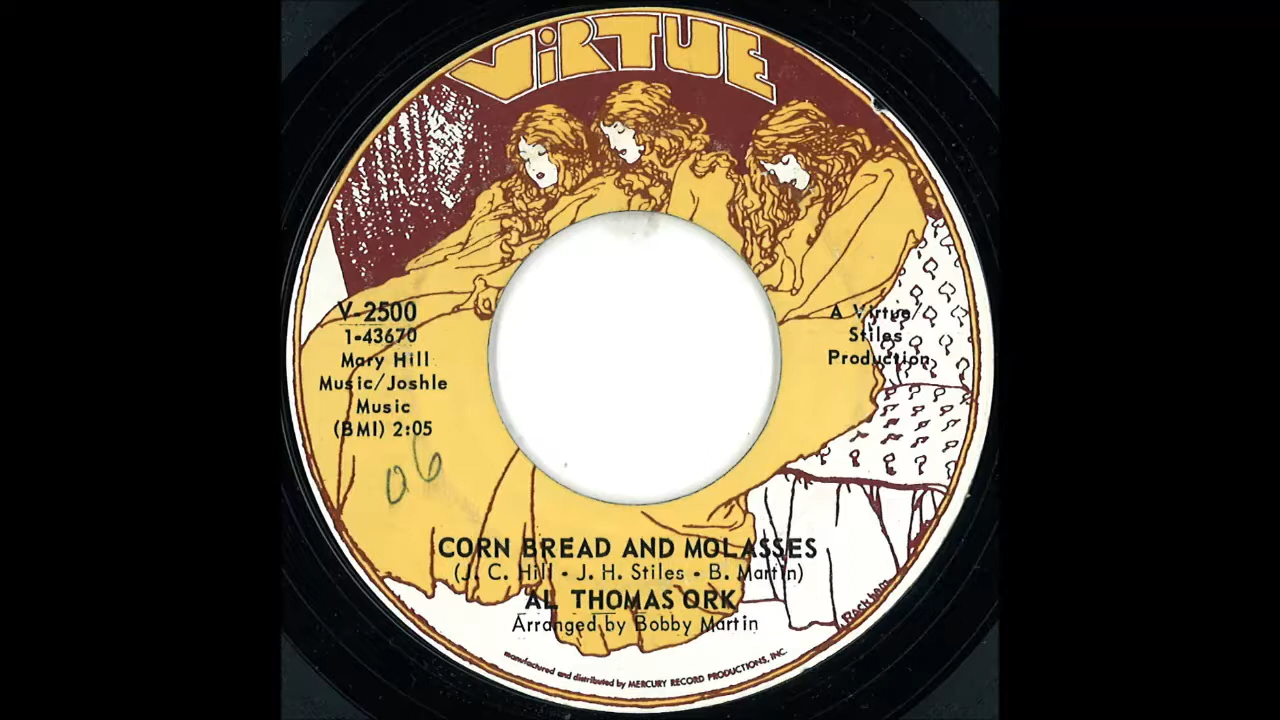 ViRTUE
V-2500
1-43670
Mary Hill
Music/Joshle
Music
(BMI) 2:05
A Virtue/
Stiles
Production
06
CORN BREAD AND MOLASSES
(J. C. Hill - J. H. Stiles - B. Martin)
AL THOMAS ORK
Arranged by Bobby Martin
Rackham
manufactured and distributed by MERCURY RECORD PRODUCTIONS, INC.